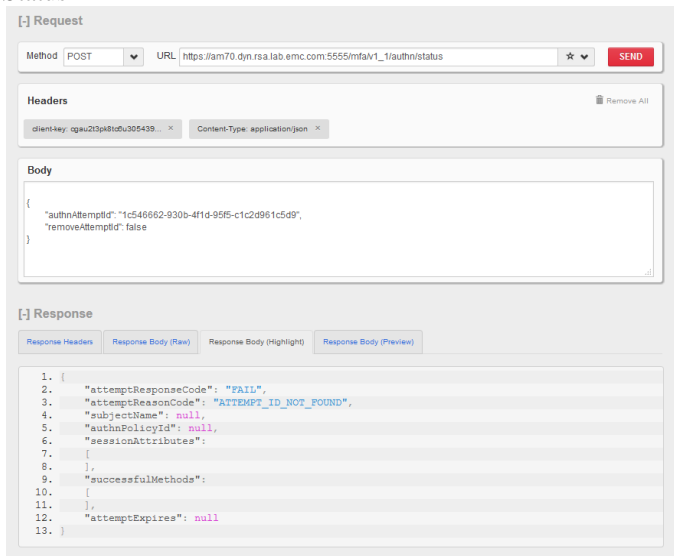 [-] Request
Method POST URL https://am70.dyn.rsa.lab.emc.com:5555/mfa/v1_1/authn/status SEND
Headers Remove All
client-key: cgau2t3pk8tc6u305439... × Content-Type: application/json ×
Body
{
"authnAttemptId": "1c546662-930b-4f1d-95f5-c1c2d961c5d9",
"removeAttemptId": false
}
[-] Response
Response Headers Response Body (Raw) Response Body (Highlight) Response Body (Preview)
1. {
2. "attemptResponseCode": "FAIL",
3. "attemptReasonCode": "ATTEMPT_ID_NOT_FOUND",
4. "subjectName": null,
5. "authnPolicyId": null,
6. "sessionAttributes":
7. [
8. ],
9. "successfulMethods":
10. [
11. ],
12. "attemptExpires": null
13. }